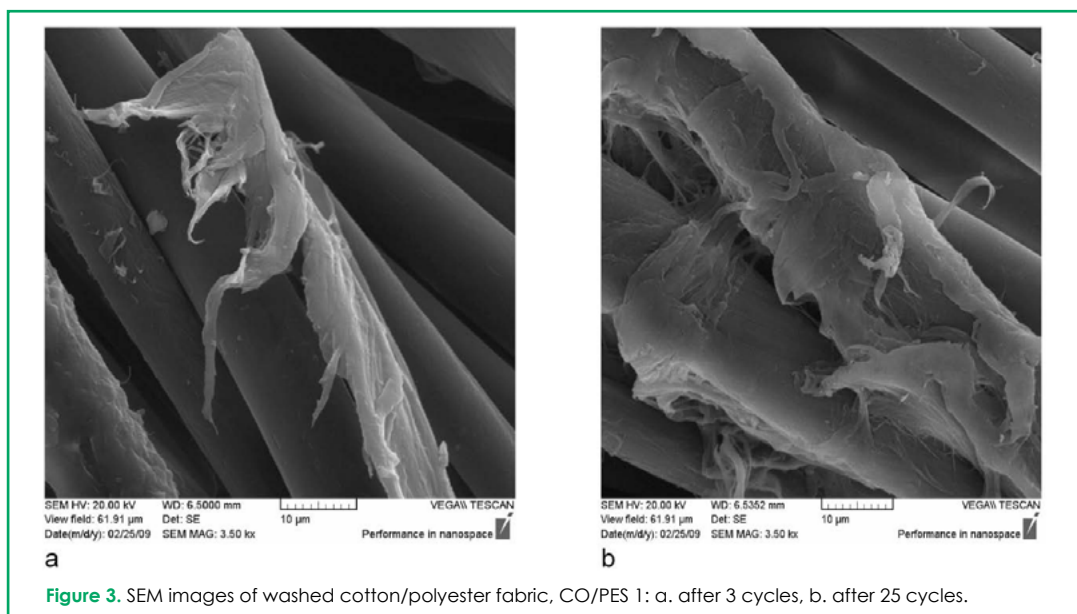 SEM HV: 20.00 kV WD: 6.5000 mm VEGA\\ TESCAN
View field: 61.91 µm Det: SE 10 µm
Date(m/d/y): 02/25/09 SEM MAG: 3.50 kx Performance in nanospace
a
SEM HV: 20.00 kV WD: 6.5352 mm VEGA\\ TESCAN
View field: 61.91 µm Det: SE 10 µm
Date(m/d/y): 02/25/09 SEM MAG: 3.50 kx Performance in nanospace
b
Figure 3. SEM images of washed cotton/polyester fabric, CO/PES 1: a. after 3 cycles, b. after 25 cycles.